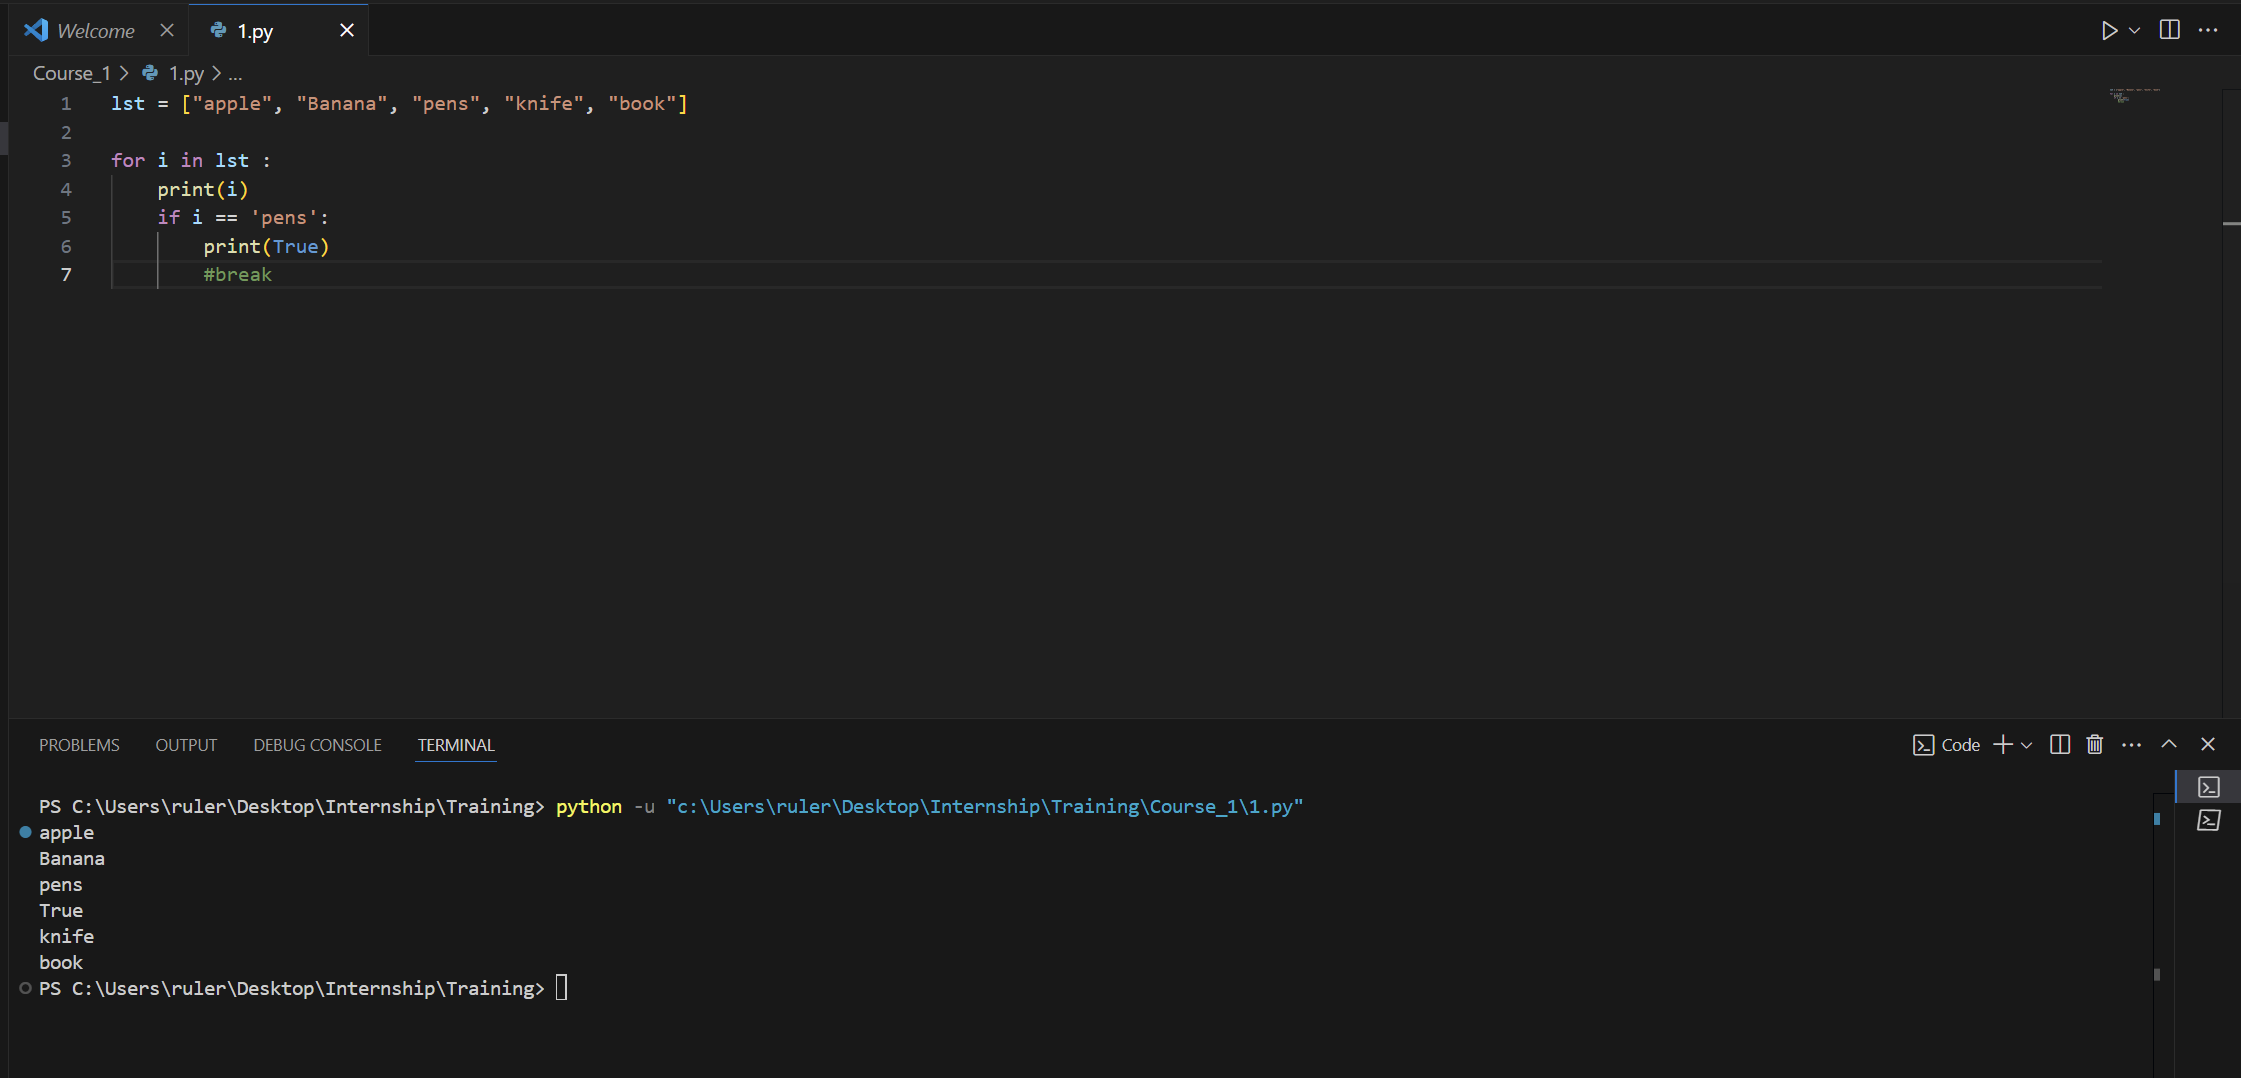 Welcome
1.py
Course_1 > 1.py > ...
1 lst = ["apple", "Banana", "pens", "knife", "book"]
2
3 for i in lst :
4     print(i)
5     if i == 'pens':
6         print(True)
7         #break
PROBLEMS OUTPUT DEBUG CONSOLE TERMINAL
Code
PS C:\Users\ruler\Desktop\Internship\Training> python -u "c:\Users\ruler\Desktop\Internship\Training\Course_1\1.py"
apple
Banana
pens
True
knife
book
PS C:\Users\ruler\Desktop\Internship\Training>